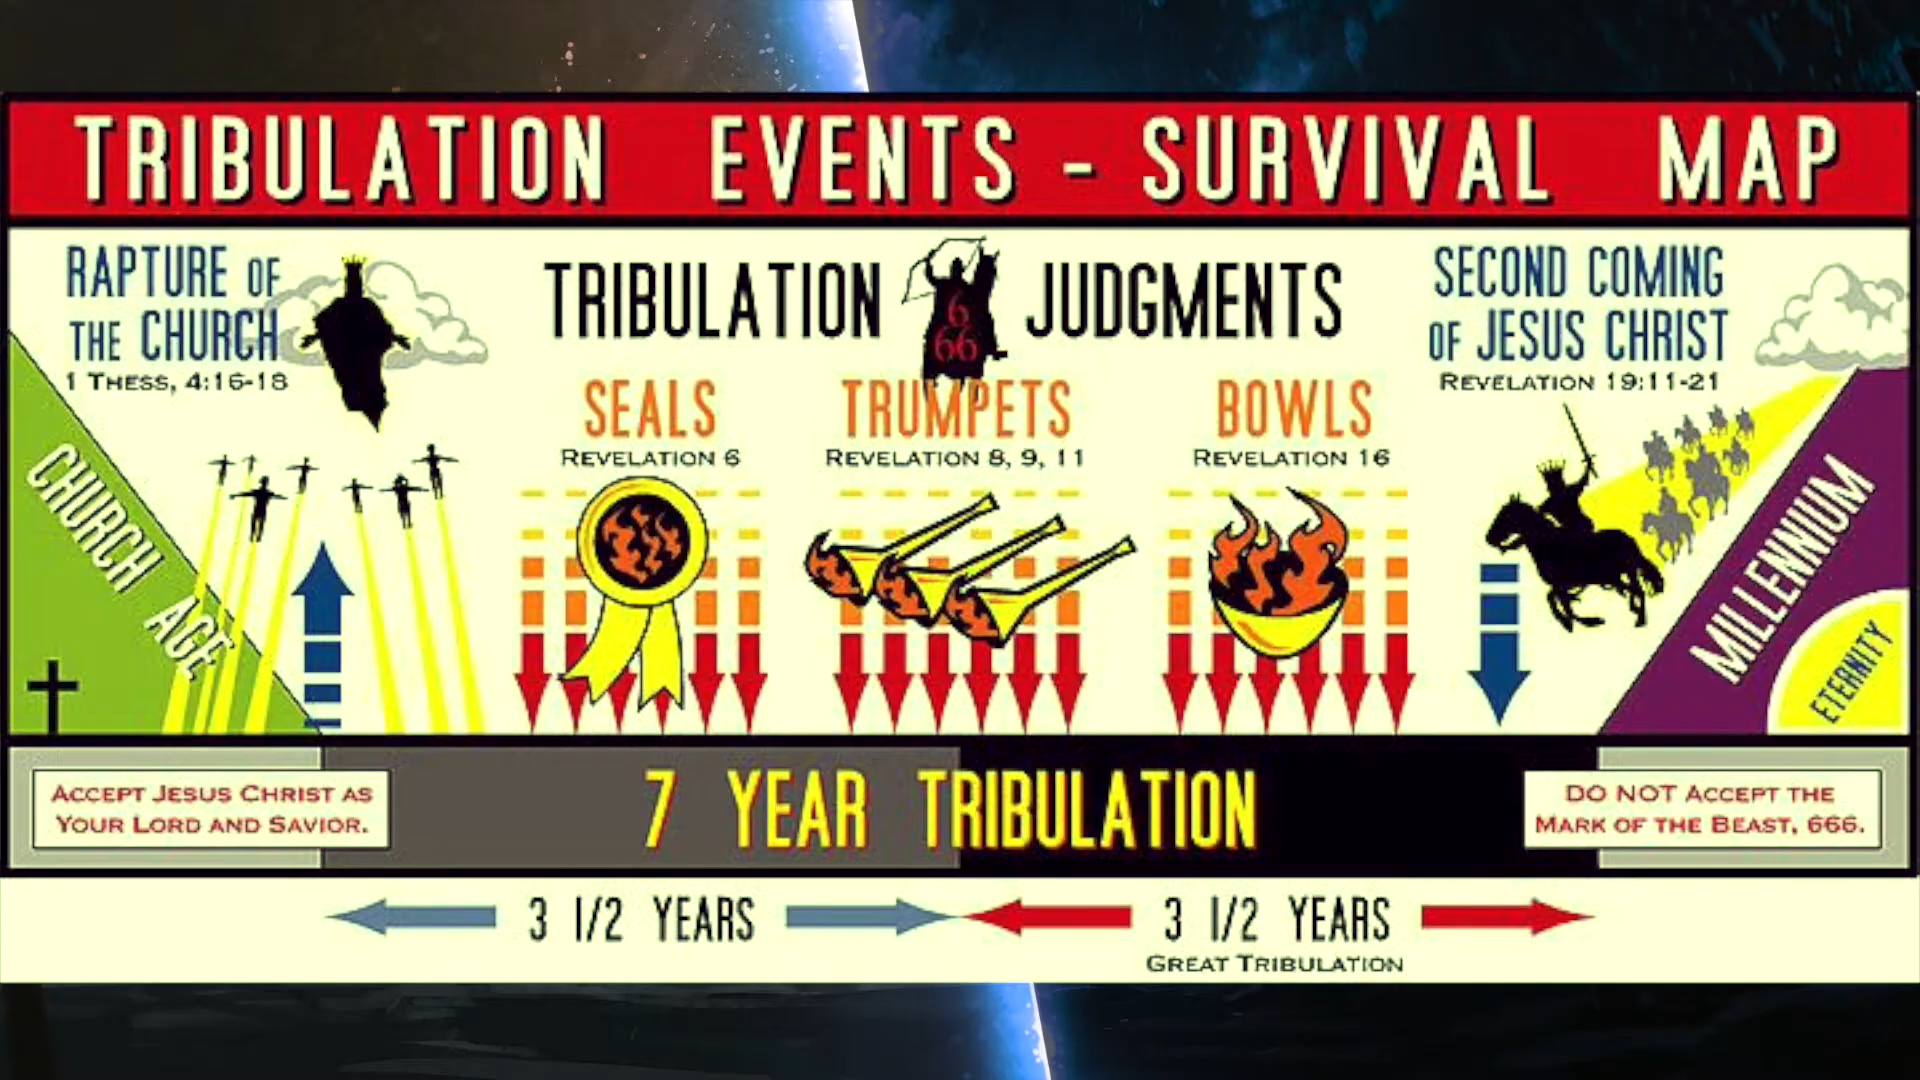 TRIBULATION EVENTS - SURVIVAL MAP
RAPTURE OF
THE CHURCH
1 THESS, 4:16-18
TRIBULATION JUDGMENTS
6
66
SEALS
REVELATION 6
TRUMPETS
REVELATION 8, 9, 11
BOWLS
REVELATION 16
SECOND COMING
OF JESUS CHRIST
REVELATION 19:11-21
CHURCH AGE
MILLENNIUM
ETERNITY
ACCEPT JESUS CHRIST AS
YOUR LORD AND SAVIOR.
7 YEAR TRIBULATION
DO NOT ACCEPT THE
MARK OF THE BEAST, 666.
3 1/2 YEARS
3 1/2 YEARS
GREAT TRIBULATION